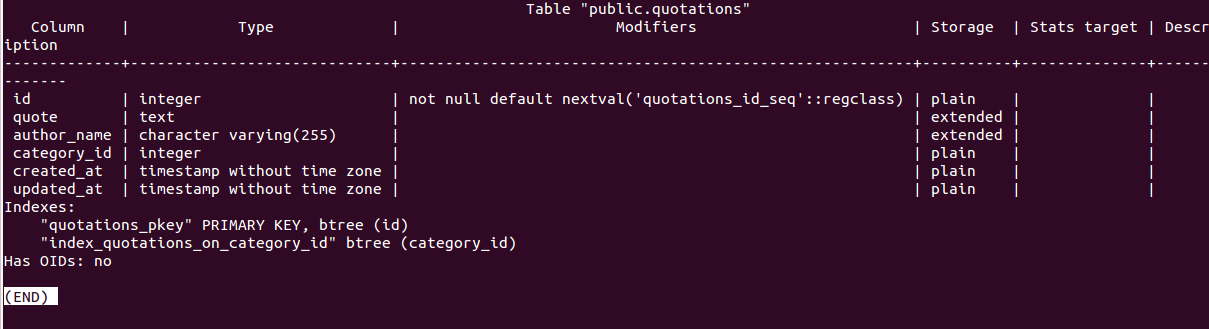 Table "public.quotations"
   Column    |            Type             |                        Modifiers                        | Storage  | Stats target | Descr
iption
-------------+-----------------------------+---------------------------------------------------------+----------+--------------+------
-------
 id          | integer                     | not null default nextval('quotations_id_seq'::regclass) | plain    |              |
 quote       | text                        |                                                         | extended |              |
 author_name | character varying(255)      |                                                         | extended |              |
 category_id | integer                     |                                                         | plain    |              |
 created_at  | timestamp without time zone |                                                         | plain    |              |
 updated_at  | timestamp without time zone |                                                         | plain    |              |
Indexes:
    "quotations_pkey" PRIMARY KEY, btree (id)
    "index_quotations_on_category_id" btree (category_id)
Has OIDs: no
(END)